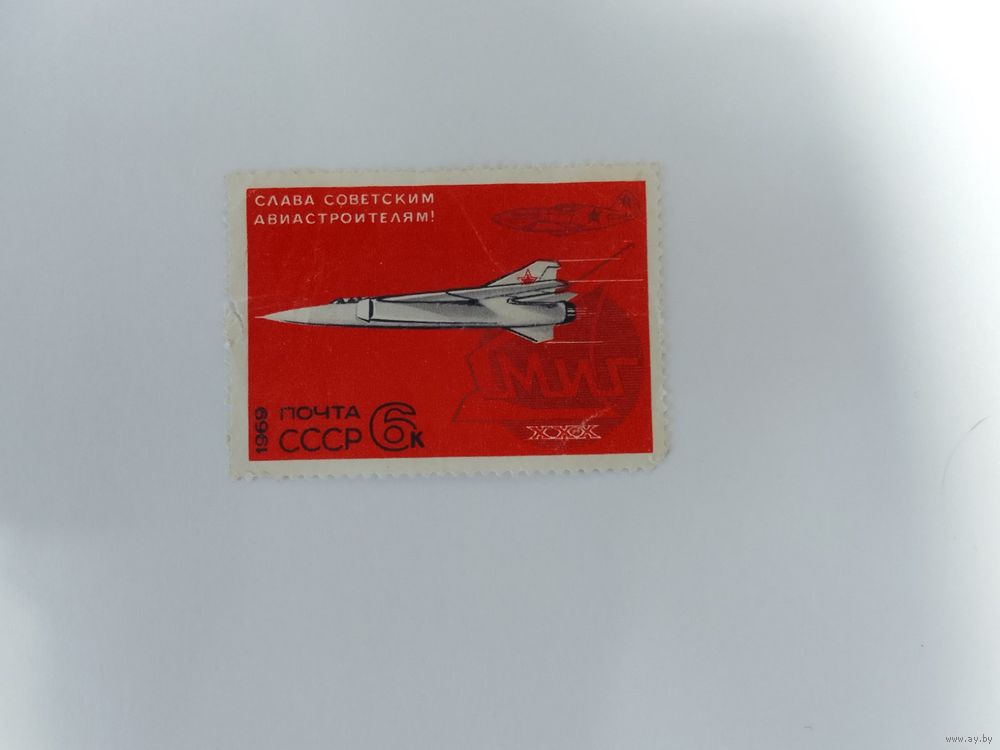 СЛАВА СОВЕТСКИМ
АВИАСТРОИТЕЛЯМ!
МИГ
1969
ПОЧТА
СССР 6к
XXX
www.ay.by